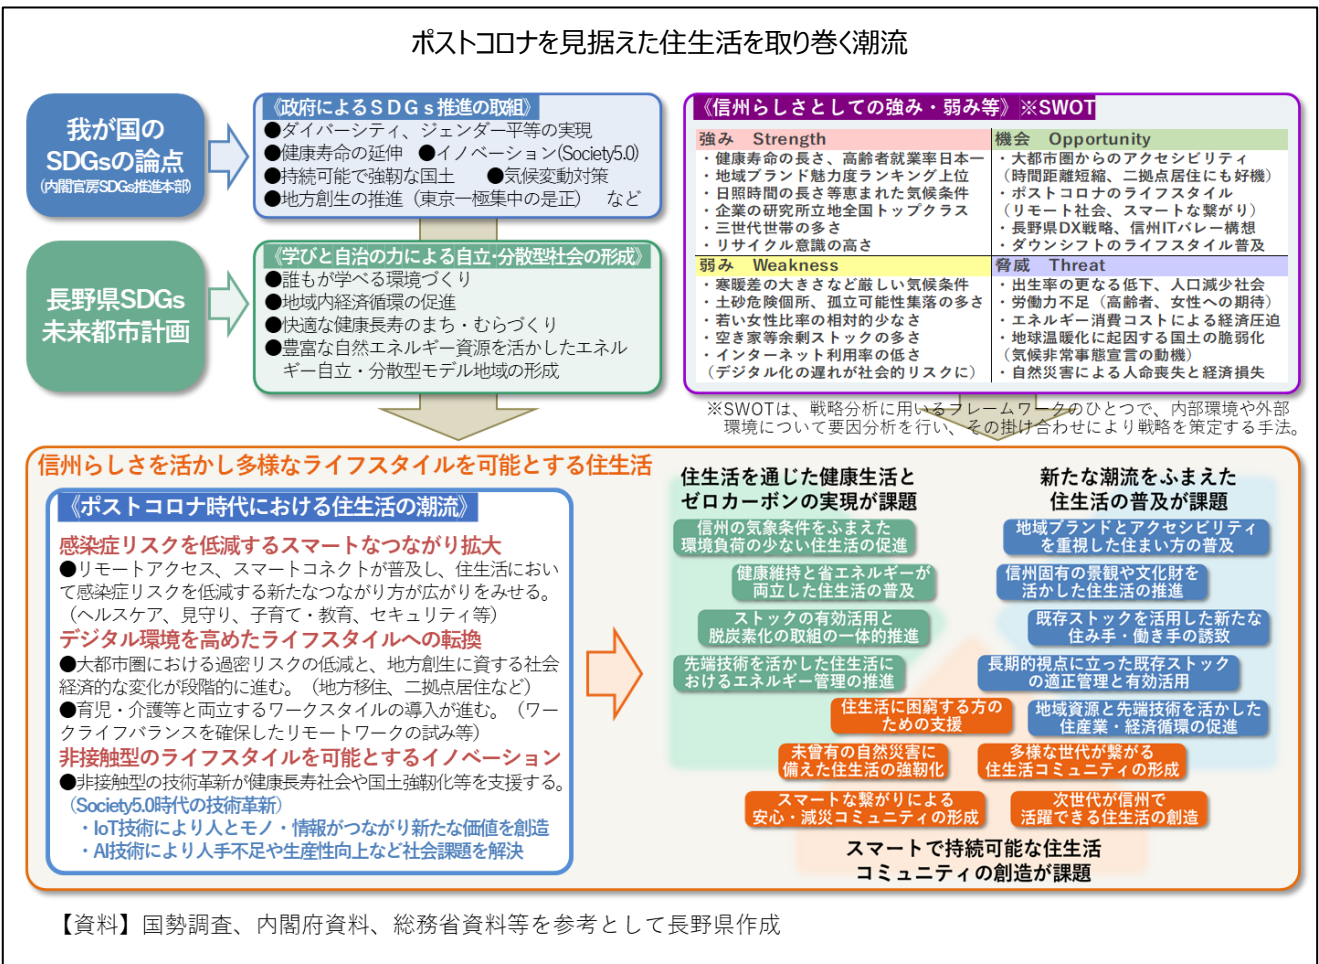 ポストコロナを見据えた住生活を取り巻く潮流
我が国の
SDGsの論点
(内閣官房SDGs推進本部)
《政府によるＳＤＧｓ推進の取組》
●ダイバーシティ、ジェンダー平等の実現
●健康寿命の延伸　●イノベーション(Society5.0)
●持続可能で強靭な国土　　●気候変動対策
●地方創生の推進（東京一極集中の是正）　など
長野県SDGs
未来都市計画
《学びと自治の力による自立･分散型社会の形成》
●誰もが学べる環境づくり
●地域内経済循環の促進
●快適な健康長寿のまち・むらづくり
●豊富な自然エネルギー資源を活かしたエネル
ギー自立・分散型モデル地域の形成
《信州らしさとしての強み・弱み等》※SWOT
強み　Strength
・健康寿命の長さ、高齢者就業率日本一
・地域ブランド魅力度ランキング上位
・日照時間の長さ等恵まれた気候条件
・企業の研究所立地全国トップクラス
・三世代世帯の多さ
・リサイクル意識の高さ
機会　Opportunity
・大都市圏からのアクセシビリティ
（時間距離短縮、二拠点居住にも好機）
・ポストコロナのライフスタイル
（リモート社会、スマートな繋がり）
・長野県DX戦略、信州ITバレー構想
・ダウンシフトのライフスタイル普及
弱み　Weakness
・寒暖差の大きさなど厳しい気候条件
・土砂危険個所、孤立可能性集落の多さ
・若い女性比率の相対的少なさ
・空き家等余剰ストックの多さ
・インターネット利用率の低さ
（デジタル化の遅れが社会的リスクに）
脅威　Threat
・出生率の更なる低下、人口減少社会
・労働力不足（高齢者、女性への期待）
・エネルギー消費コストによる経済圧迫
・地球温暖化に起因する国土の脆弱化
（気候非常事態宣言の動機）
・自然災害による人命喪失と経済損失
※SWOTは、戦略分析に用いるフレームワークのひとつで、内部環境や外部
環境について要因分析を行い、その掛け合わせにより戦略を策定する手法。
信州らしさを活かし多様なライフスタイルを可能とする住生活
《ポストコロナ時代における住生活の潮流》
感染症リスクを低減するスマートなつながり拡大
●リモートアクセス、スマートコネクトが普及し、住生活におい
て感染症リスクを低減する新たなつながり方が広がりをみせる。
（ヘルスケア、見守り、子育て・教育、セキュリティ等）
デジタル環境を高めたライフスタイルへの転換
●大都市圏における過密リスクの低減と、地方創生に資する社会
経済的な変化が段階的に進む。（地方移住、二拠点居住など）
●育児・介護等と両立するワークスタイルの導入が進む。（ワー
クライフバランスを確保したリモートワークの試み等）
非接触型のライフスタイルを可能とするイノベーション
●非接触型の技術革新が健康長寿社会や国土強靭化等を支援する。
（Society5.0時代の技術革新）
・IoT技術により人とモノ・情報がつながり新たな価値を創造
・AI技術により人手不足や生産性向上など社会課題を解決
住生活を通じた健康生活と
ゼロカーボンの実現が課題
信州の気象条件をふまえた
環境負荷の少ない住生活の促進
健康維持と省エネルギーが
両立した住生活の普及
ストックの有効活用と
脱炭素化の取組の一体的推進
先端技術を活かした住生活に
おけるエネルギー管理の推進
新たな潮流をふまえた
住生活の普及が課題
地域ブランドとアクセシビリティ
を重視した住まい方の普及
信州固有の景観や文化財を
活かした住生活の推進
既存ストックを活用した新たな
住み手・働き手の誘致
長期的視点に立った既存ストック
の適正管理と有効活用
地域資源と先端技術を活かした
住産業・経済循環の促進
住生活に困窮する方の
ための支援
未曾有の自然災害に
備えた住生活の強靭化
多様な世代が繋がる
住生活コミュニティの形成
スマートな繋がりによる
安心・減災コミュニティの形成
次世代が信州で
活躍できる住生活の創造
スマートで持続可能な住生活
コミュニティの創造が課題
【資料】国勢調査、内閣府資料、総務省資料等を参考として長野県作成